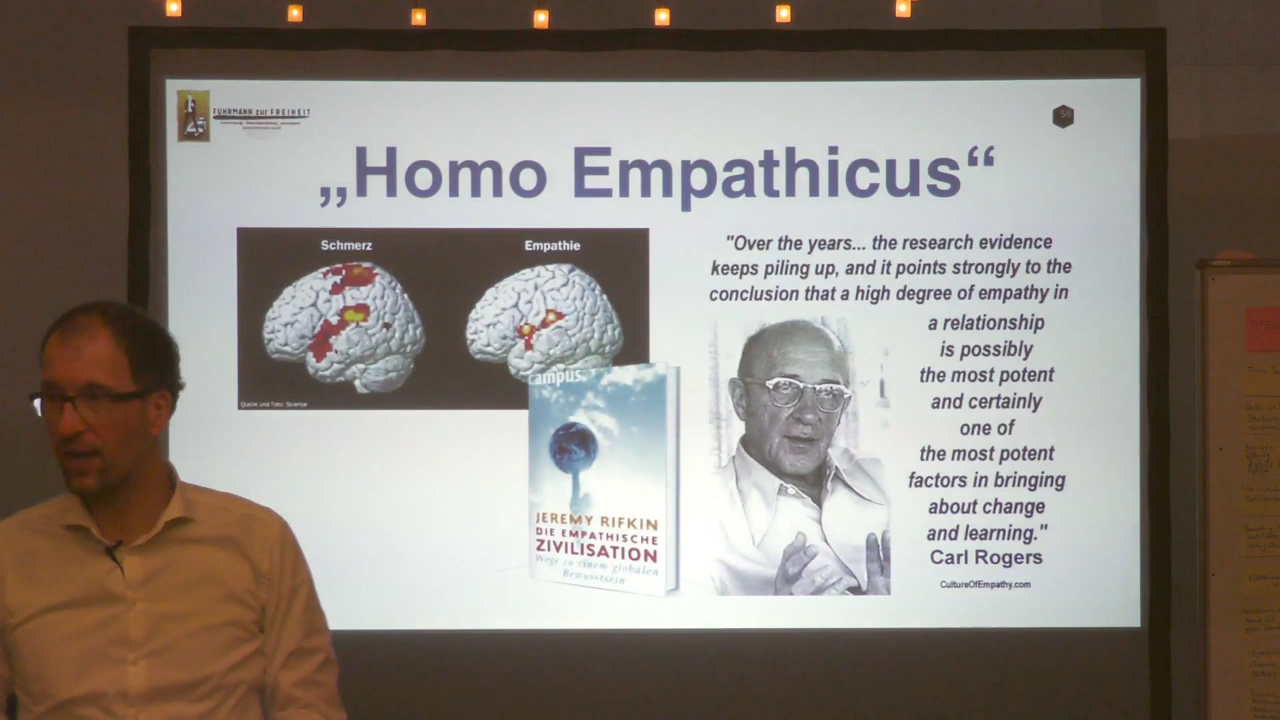 FUHRMANN zur FREIHEIT
58
„Homo Empathicus“
Schmerz
Empathie
Quelle und Foto: Science
campus
JEREMY RIFKIN
DIE EMPATHISCHE
ZIVILISATION
Wege zu einem globalen
Bewusstsein
"Over the years... the research evidence
keeps piling up, and it points strongly to the
conclusion that a high degree of empathy in
a relationship
is possibly
the most potent
and certainly
one of
the most potent
factors in bringing
about change
and learning."
Carl Rogers
CultureOfEmpathy.com